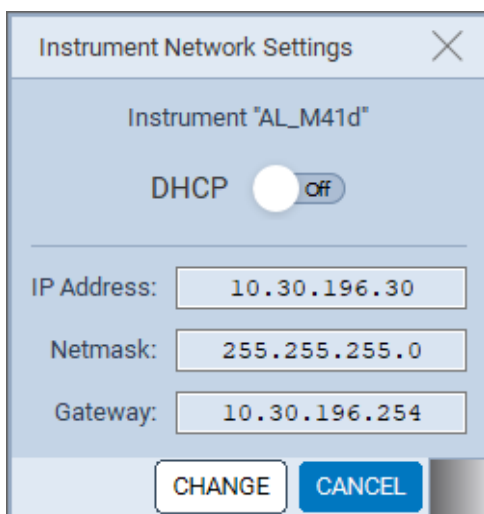 Instrument Network Settings
Instrument "AL_M41d"
DHCP Off
IP Address: 10.30.196.30
Netmask: 255.255.255.0
Gateway: 10.30.196.254
CHANGE CANCEL